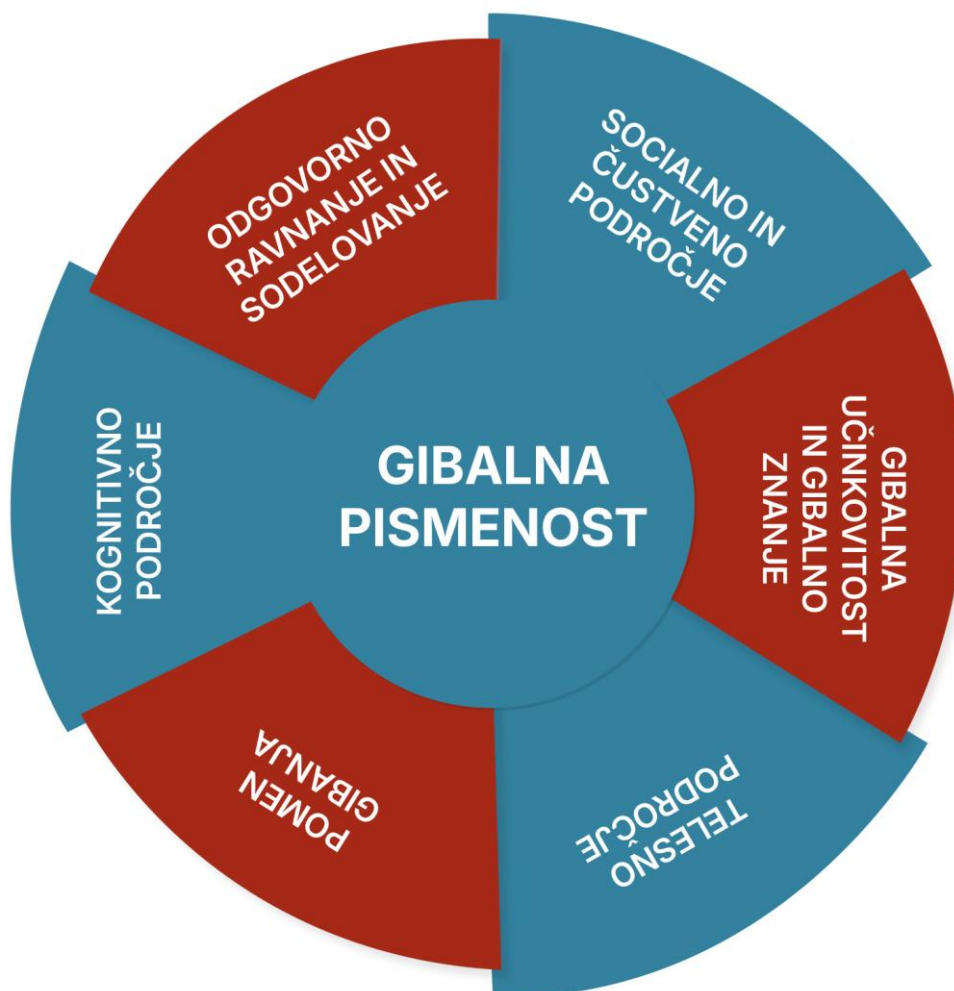 SOCIALNO IN
ČUSTVENO
PODROČJE
GIBALNA
UČINKOVITOST
IN GIBALNO
ZNANJE
TELESNO
PODROČJE
POMEN
GIBANJA
KOGNITIVNO
PODROČJE
ODGOVORNO
RAVNANJE IN
SODELOVANJE
GIBALNA
PISMENOST